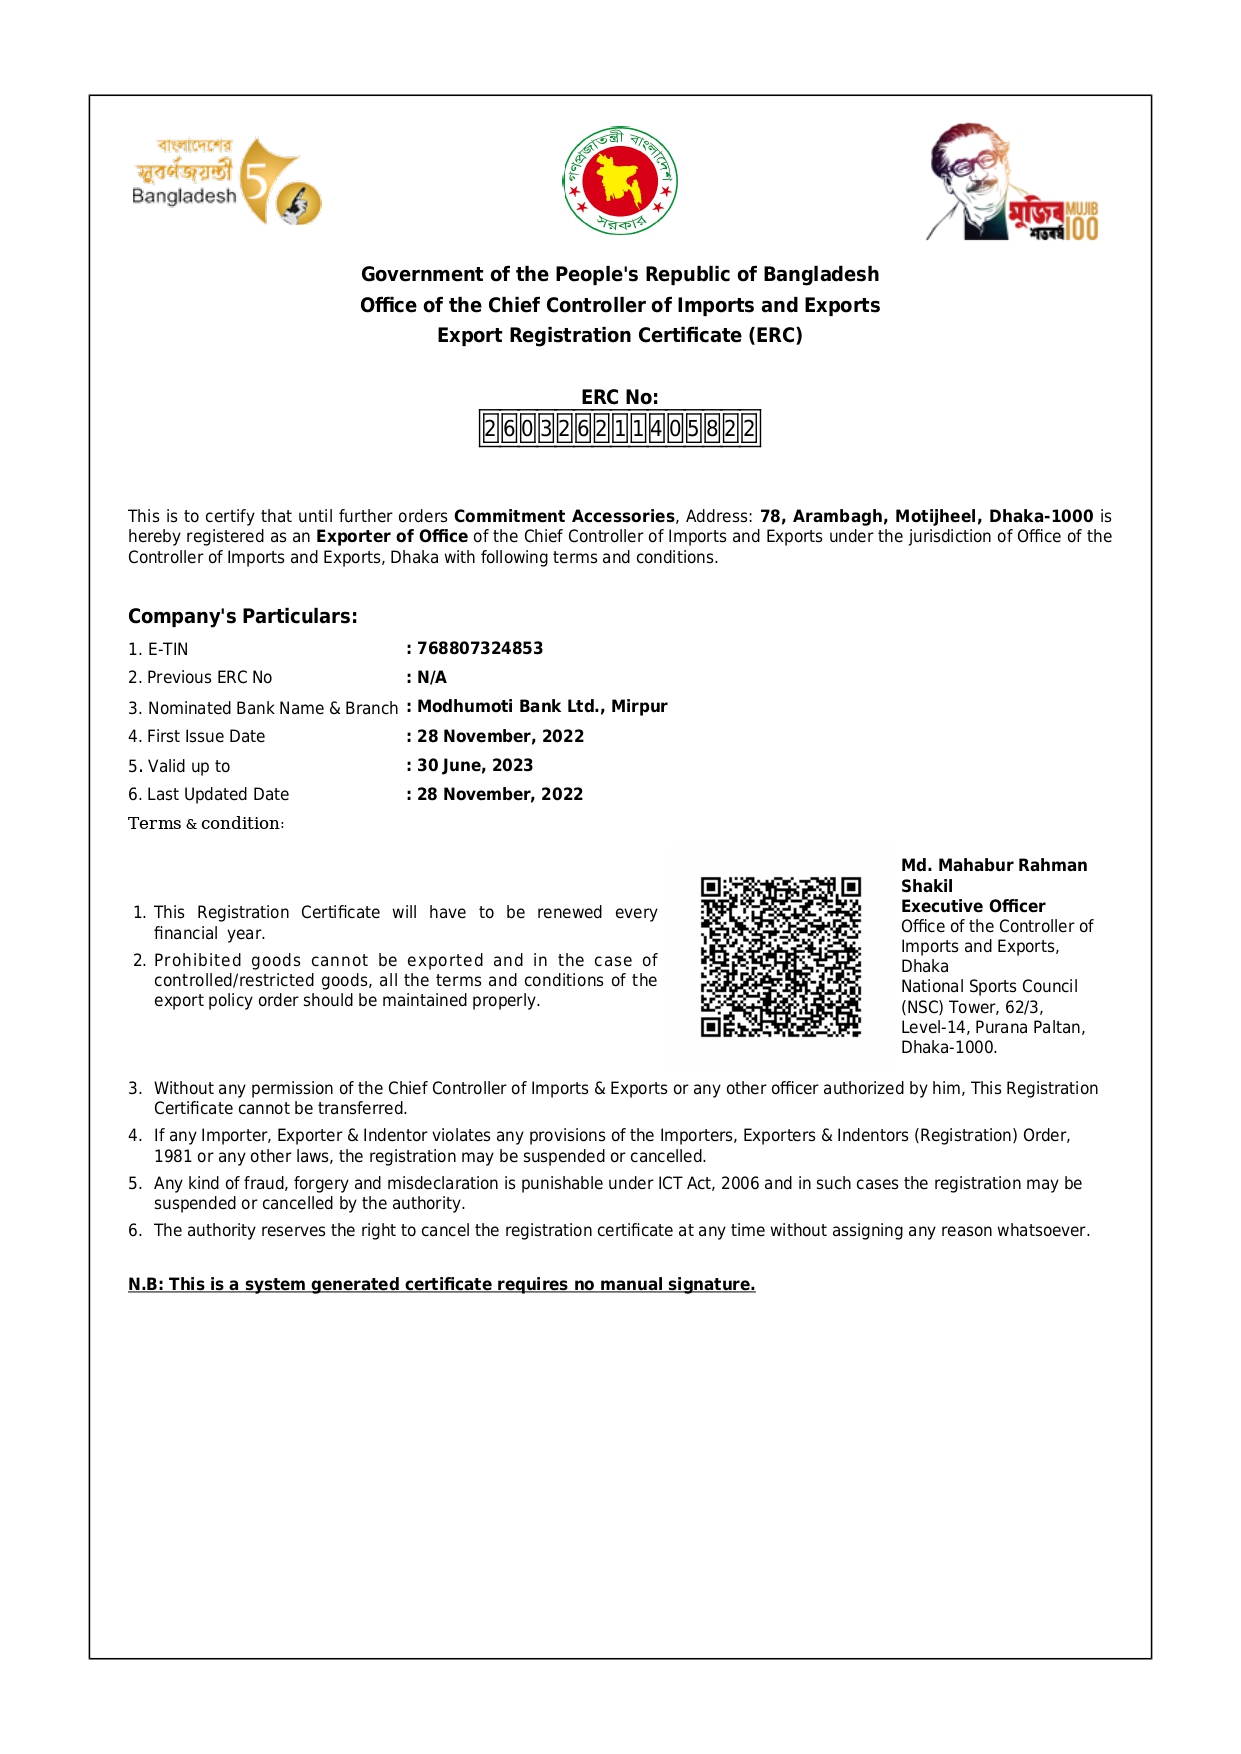 বাংলাদেশের
সুবর্ণজয়ন্তী
Bangladesh
50
গণপ্রজাতন্ত্রী বাংলাদেশ
সরকার
মুজিব
শতবর্ষ
MUJIB
100
Government of the People's Republic of Bangladesh
Office of the Chief Controller of Imports and Exports
Export Registration Certificate (ERC)
ERC No:
260326211405822
This is to certify that until further orders Commitment Accessories, Address: 78, Arambagh, Motijheel, Dhaka-1000 is
hereby registered as an Exporter of Office of the Chief Controller of Imports and Exports under the jurisdiction of Office of the
Controller of Imports and Exports, Dhaka with following terms and conditions.
Company's Particulars:
1. E-TIN : 768807324853
2. Previous ERC No : N/A
3. Nominated Bank Name & Branch : Modhumoti Bank Ltd., Mirpur
4. First Issue Date : 28 November, 2022
5. Valid up to : 30 June, 2023
6. Last Updated Date : 28 November, 2022
Terms & condition:
1. This Registration Certificate will have to be renewed every
financial year.
2. Prohibited goods cannot be exported and in the case of
controlled/restricted goods, all the terms and conditions of the
export policy order should be maintained properly.
Md. Mahabur Rahman
Shakil
Executive Officer
Office of the Controller of
Imports and Exports,
Dhaka
National Sports Council
(NSC) Tower, 62/3,
Level-14, Purana Paltan,
Dhaka-1000.
3. Without any permission of the Chief Controller of Imports & Exports or any other officer authorized by him, This Registration
Certificate cannot be transferred.
4. If any Importer, Exporter & Indentor violates any provisions of the Importers, Exporters & Indentors (Registration) Order,
1981 or any other laws, the registration may be suspended or cancelled.
5. Any kind of fraud, forgery and misdeclaration is punishable under ICT Act, 2006 and in such cases the registration may be
suspended or cancelled by the authority.
6. The authority reserves the right to cancel the registration certificate at any time without assigning any reason whatsoever.
N.B: This is a system generated certificate requires no manual signature.